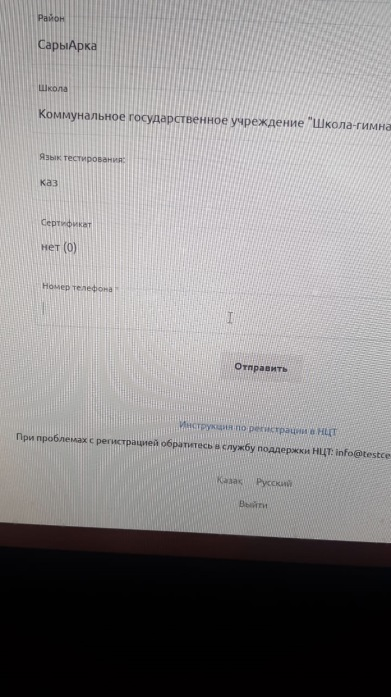 Район
СарыАрка
Школа
Коммунальное государственное учреждение "Школа-гимна
Язык тестирования:
каз
Сертификат
нет (0)
Номер телефона *
Отправить
Инструкция по регистрации в НЦТ
При проблемах с регистрацией обратитесь в службу поддержки НЦТ: info@testce
Казак Русский
Выйти